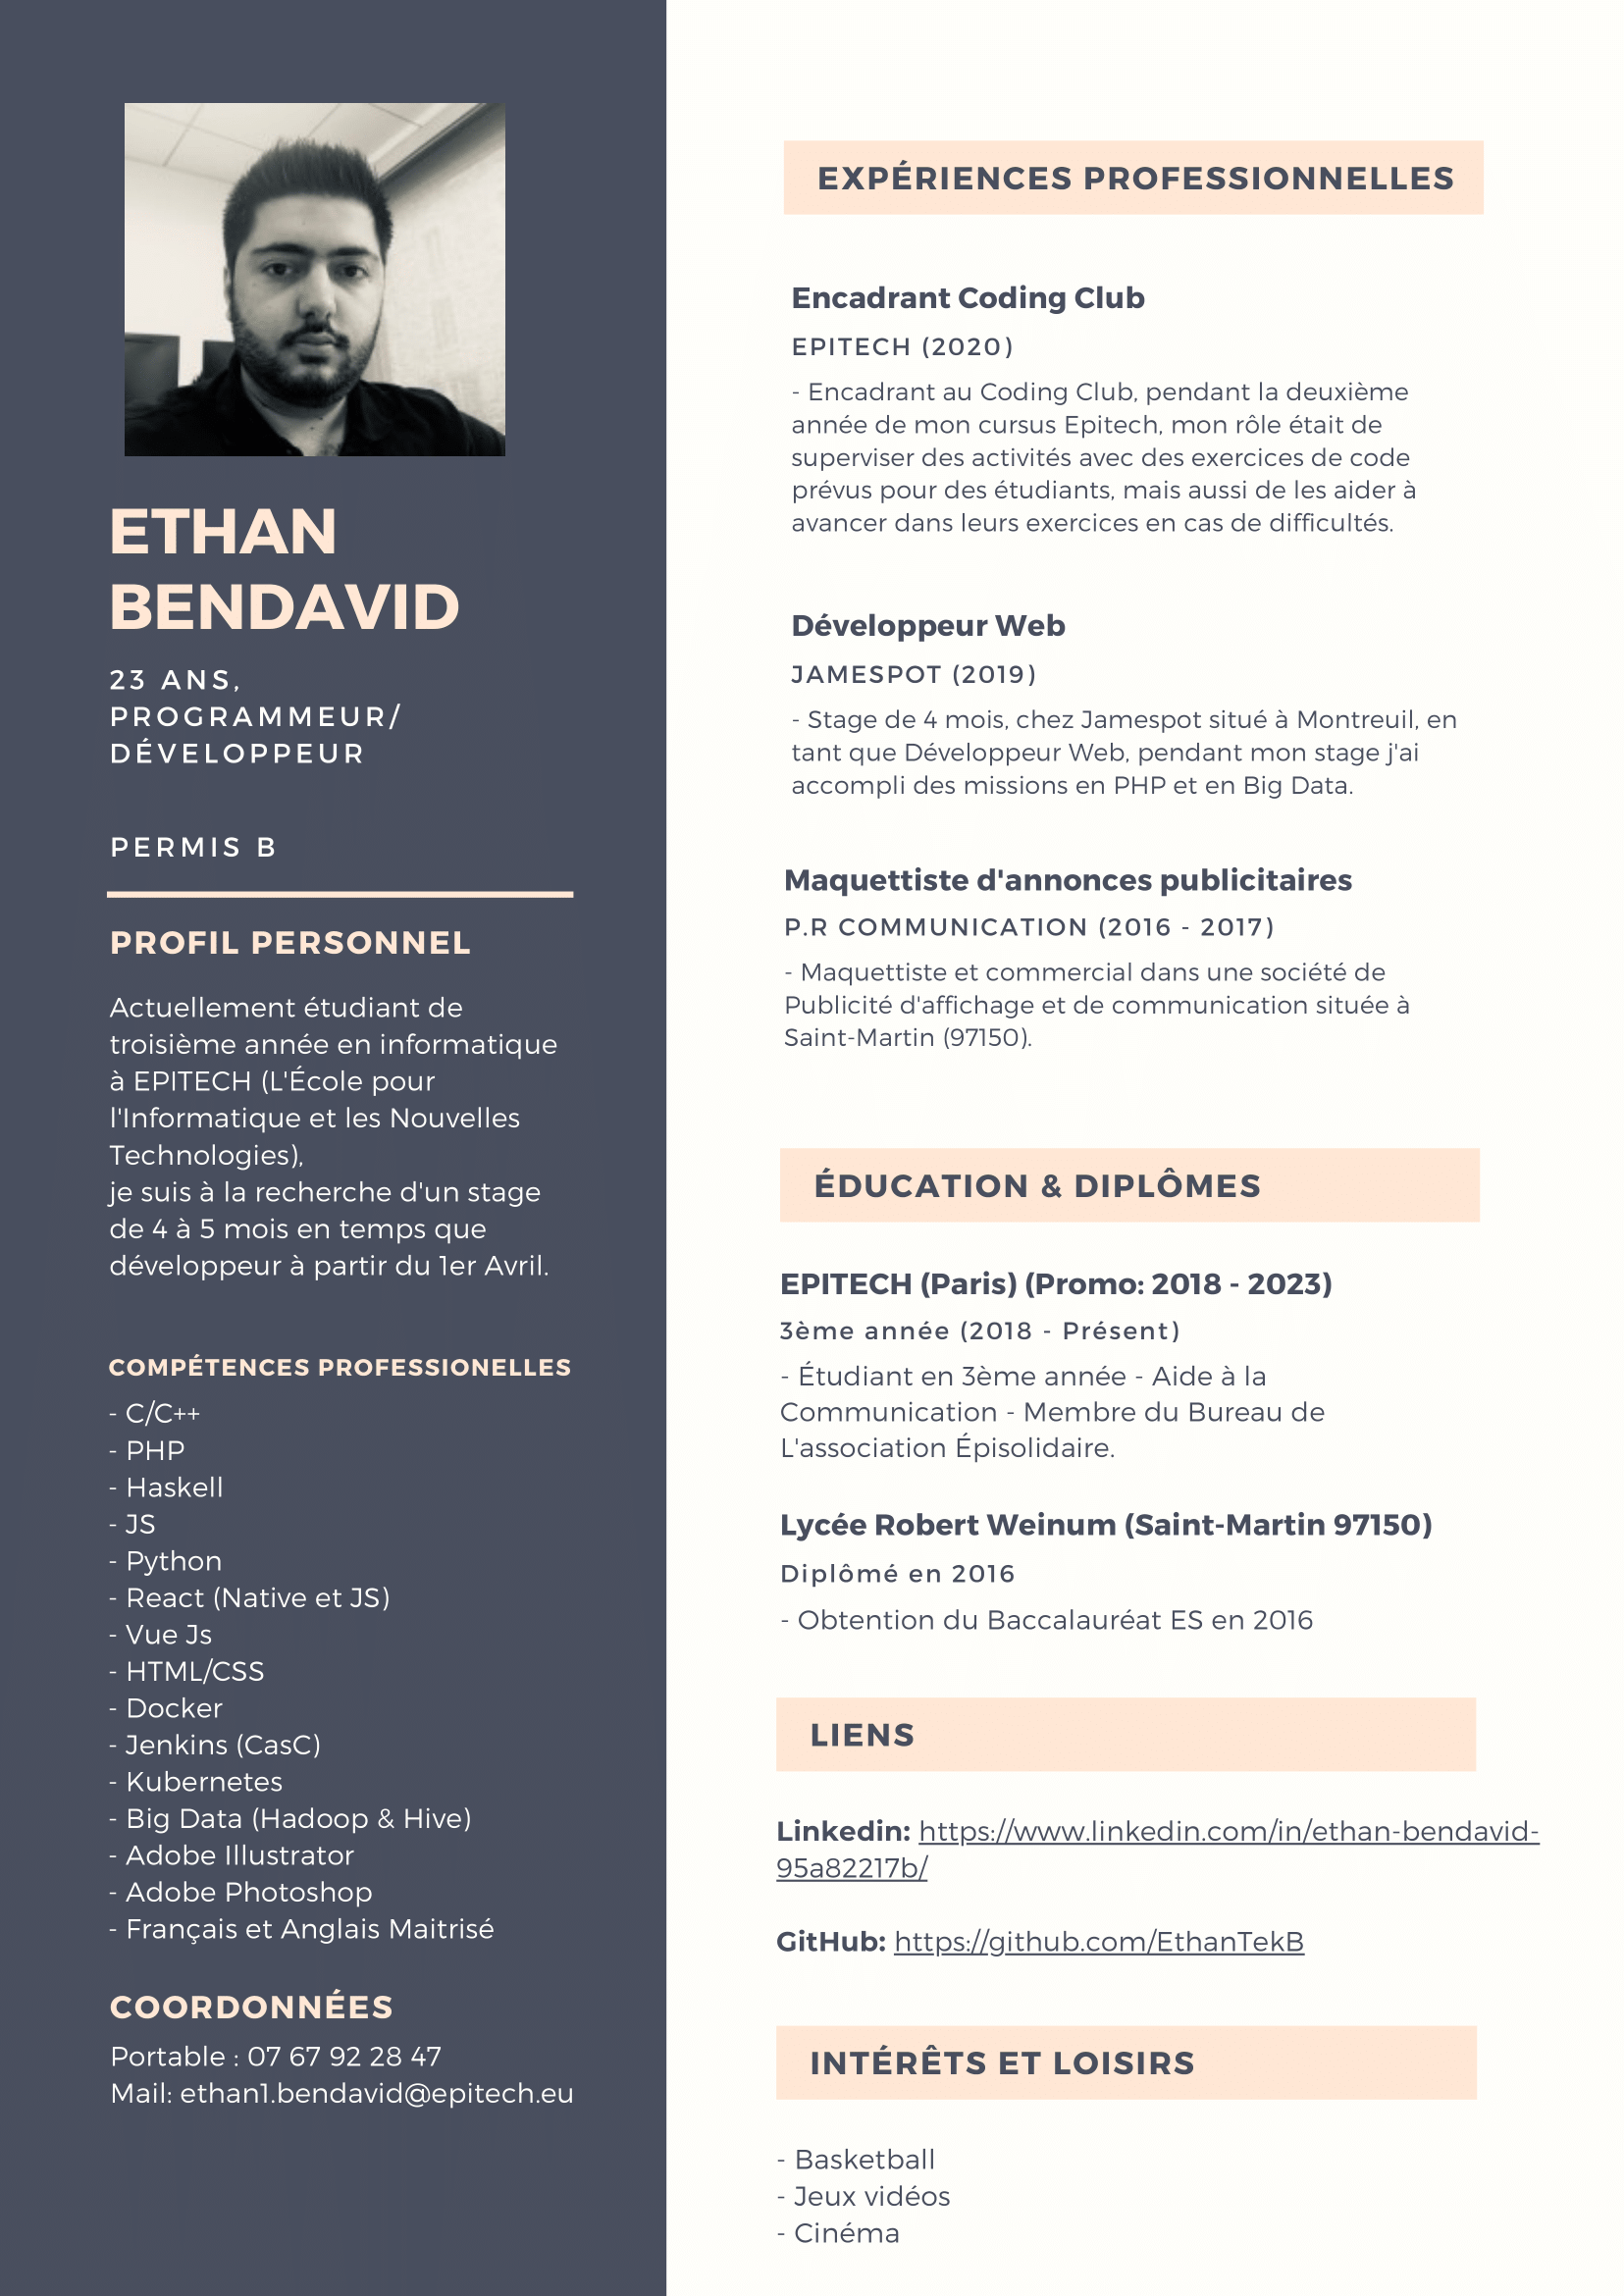 ETHAN
BENDAVID
23 ANS,
PROGRAMMEUR/
DÉVELOPPEUR
PERMIS B
PROFIL PERSONNEL
Actuellement étudiant de
troisième année en informatique
à EPITECH (L'École pour
l'Informatique et les Nouvelles
Technologies),
je suis à la recherche d'un stage
de 4 à 5 mois en temps que
développeur à partir du 1er Avril.
COMPÉTENCES PROFESSIONELLES
- C/C++
- PHP
- Haskell
- JS
- Python
- React (Native et JS)
- Vue Js
- HTML/CSS
- Docker
- Jenkins (CasC)
- Kubernetes
- Big Data (Hadoop & Hive)
- Adobe Illustrator
- Adobe Photoshop
- Français et Anglais Maitrisé
COORDONNÉES
Portable : 07 67 92 28 47
Mail: ethan1.bendavid@epitech.eu
EXPÉRIENCES PROFESSIONNELLES
Encadrant Coding Club
EPITECH (2020)
- Encadrant au Coding Club, pendant la deuxième
année de mon cursus Epitech, mon rôle était de
superviser des activités avec des exercices de code
prévus pour des étudiants, mais aussi de les aider à
avancer dans leurs exercices en cas de difficultés.
Développeur Web
JAMESPOT (2019)
- Stage de 4 mois, chez Jamespot situé à Montreuil, en
tant que Développeur Web, pendant mon stage j'ai
accompli des missions en PHP et en Big Data.
Maquettiste d'annonces publicitaires
P.R COMMUNICATION (2016 - 2017)
- Maquettiste et commercial dans une société de
Publicité d'affichage et de communication située à
Saint-Martin (97150).
ÉDUCATION & DIPLÔMES
EPITECH (Paris) (Promo: 2018 - 2023)
3ème année (2018 - Présent)
- Étudiant en 3ème année - Aide à la
Communication - Membre du Bureau de
L'association Épisolidaire.
Lycée Robert Weinum (Saint-Martin 97150)
Diplômé en 2016
- Obtention du Baccalauréat ES en 2016
LIENS
Linkedin: https://www.linkedin.com/in/ethan-bendavid-
95a82217b/
GitHub: https://github.com/EthanTekB
INTÉRÊTS ET LOISIRS
- Basketball
- Jeux vidéos
- Cinéma